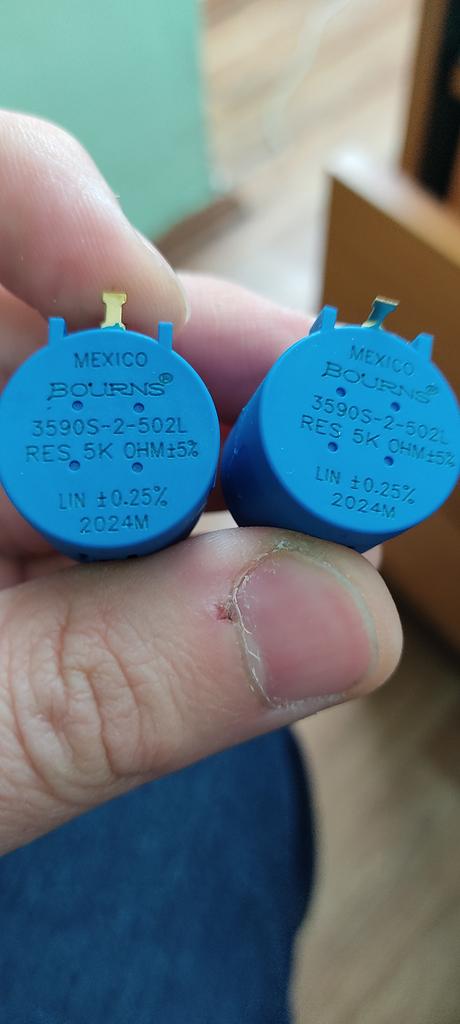 MEXICO
BOURNS®
3590S-2-502L
RES 5K OHM±5%
LIN ±0.25%
2024M
MEXICO
BOURNS®
3590S-2-502L
RES 5K OHM±5%
LIN ±0.25%
2024M